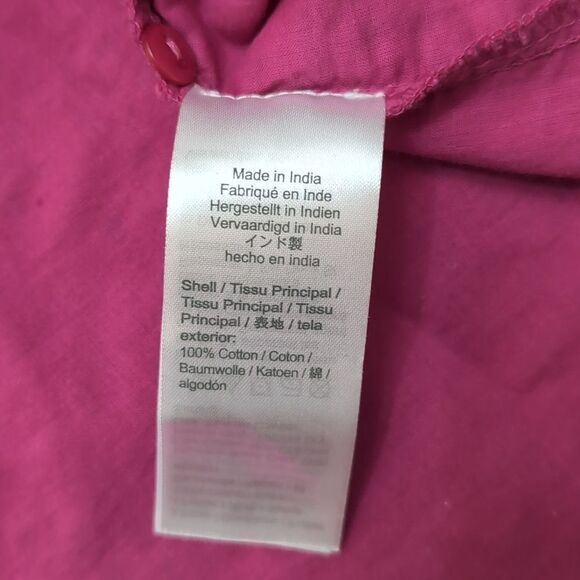 Made in India
Fabriqué en Inde
Hergestellt in Indien
Vervaardigd in India
インド製
hecho en india
Shell / Tissu Principal /
Tissu Principal / Tissu
Principal / 表地 / tela
exterior:
100% Cotton / Coton /
Baumwolle / Katoen / 綿 /
algodón